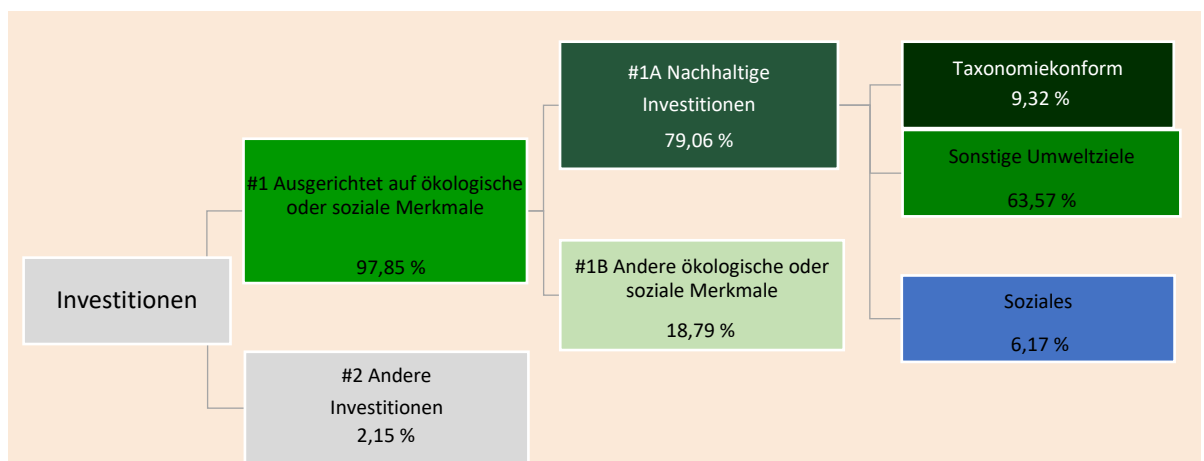 Investitionen
#1 Ausgerichtet auf ökologische
oder soziale Merkmale
97,85 %
#2 Andere
Investitionen
2,15 %
#1A Nachhaltige
Investitionen
79,06 %
#1B Andere ökologische oder
soziale Merkmale
18,79 %
Taxonomiekonform
9,32 %
Sonstige Umweltziele
63,57 %
Soziales
6,17 %